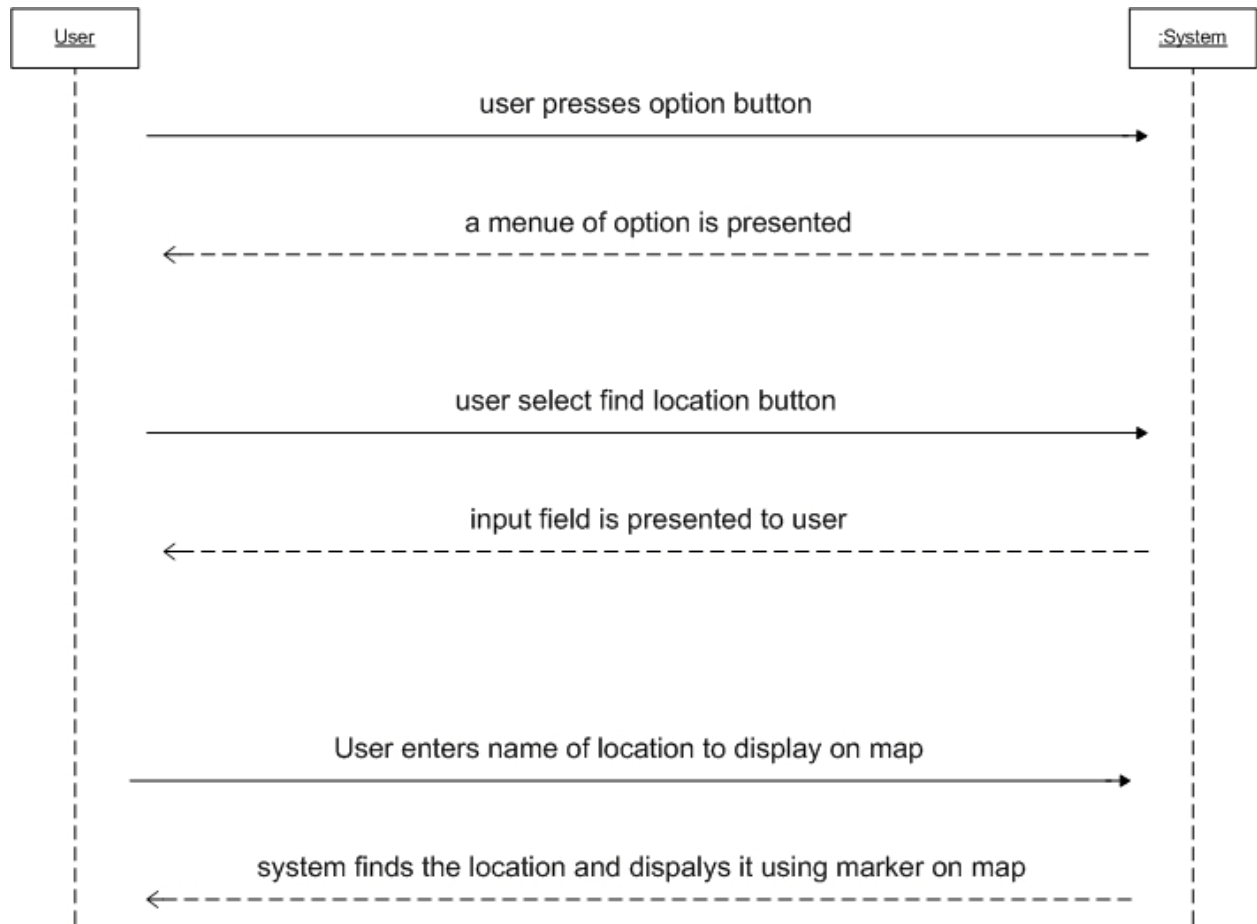 User
:System
user presses option button
a menue of option is presented
user select find location button
input field is presented to user
User enters name of location to display on map
system finds the location and dispalys it using marker on map